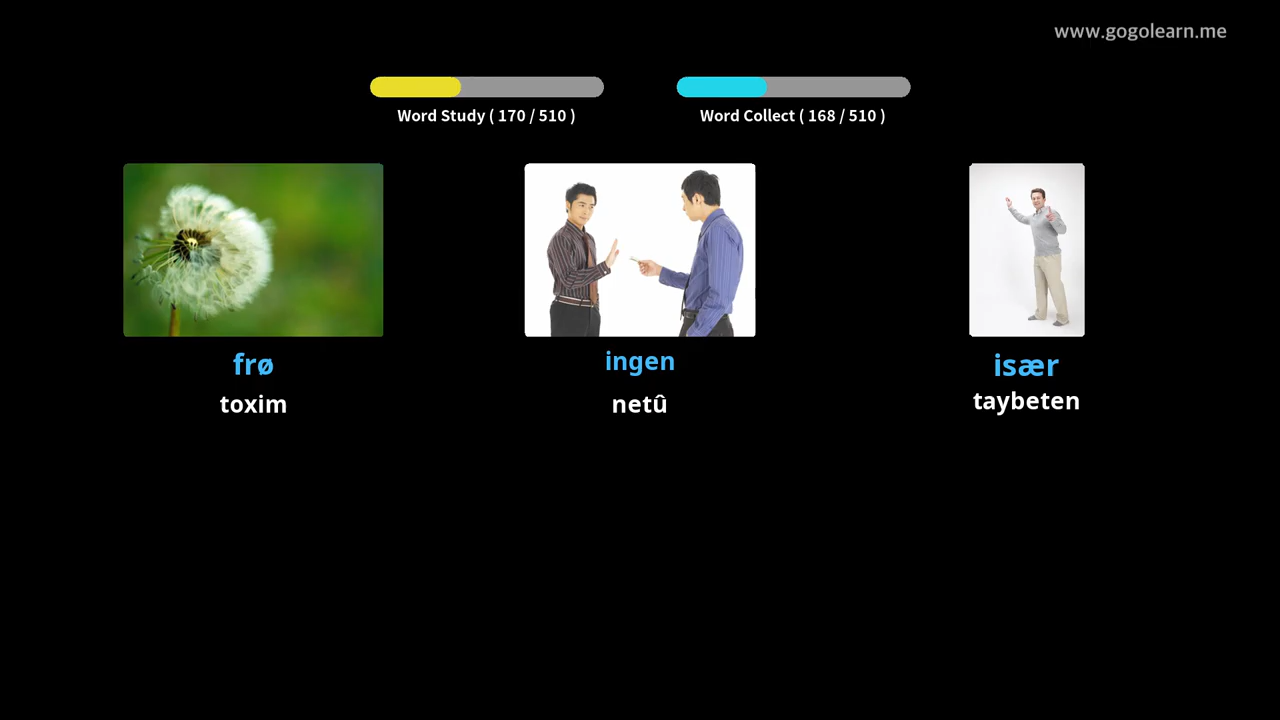 www.gogolearn.me
Word Study ( 170 / 510 )
Word Collect ( 168 / 510 )
frø
ingen
især
toxim
netû
taybeten